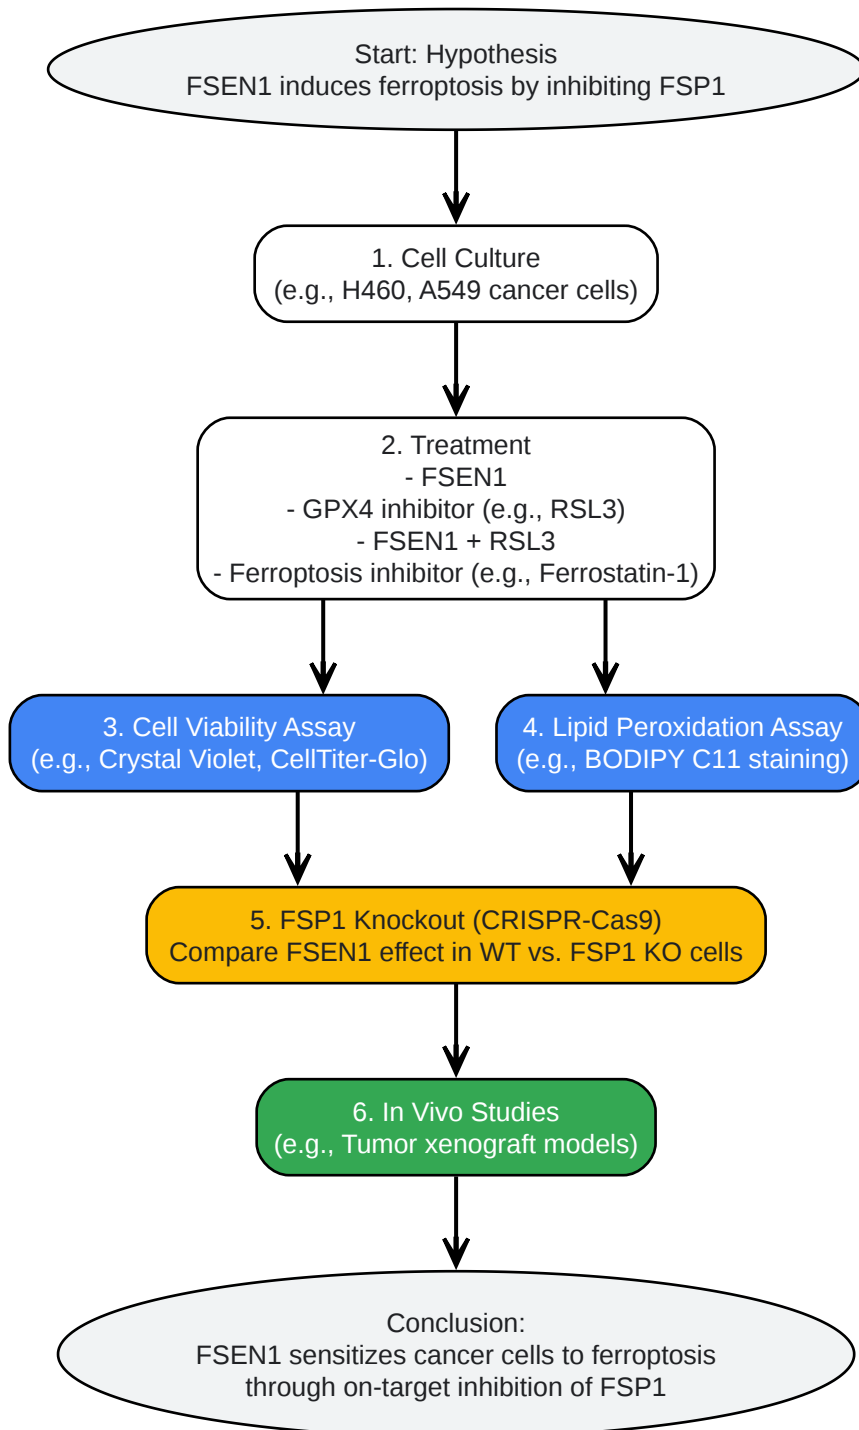 Start: Hypothesis
FSEN1 induces ferroptosis by inhibiting FSP1
1. Cell Culture
(e.g., H460, A549 cancer cells)
2. Treatment
- FSEN1
- GPX4 inhibitor (e.g., RSL3)
- FSEN1 + RSL3
- Ferroptosis inhibitor (e.g., Ferrostatin-1)
3. Cell Viability Assay
(e.g., Crystal Violet, CellTiter-Glo)
4. Lipid Peroxidation Assay
(e.g., BODIPY C11 staining)
5. FSP1 Knockout (CRISPR-Cas9)
Compare FSEN1 effect in WT vs. FSP1 KO cells
6. In Vivo Studies
(e.g., Tumor xenograft models)
Conclusion:
FSEN1 sensitizes cancer cells to ferroptosis
through on-target inhibition of FSP1